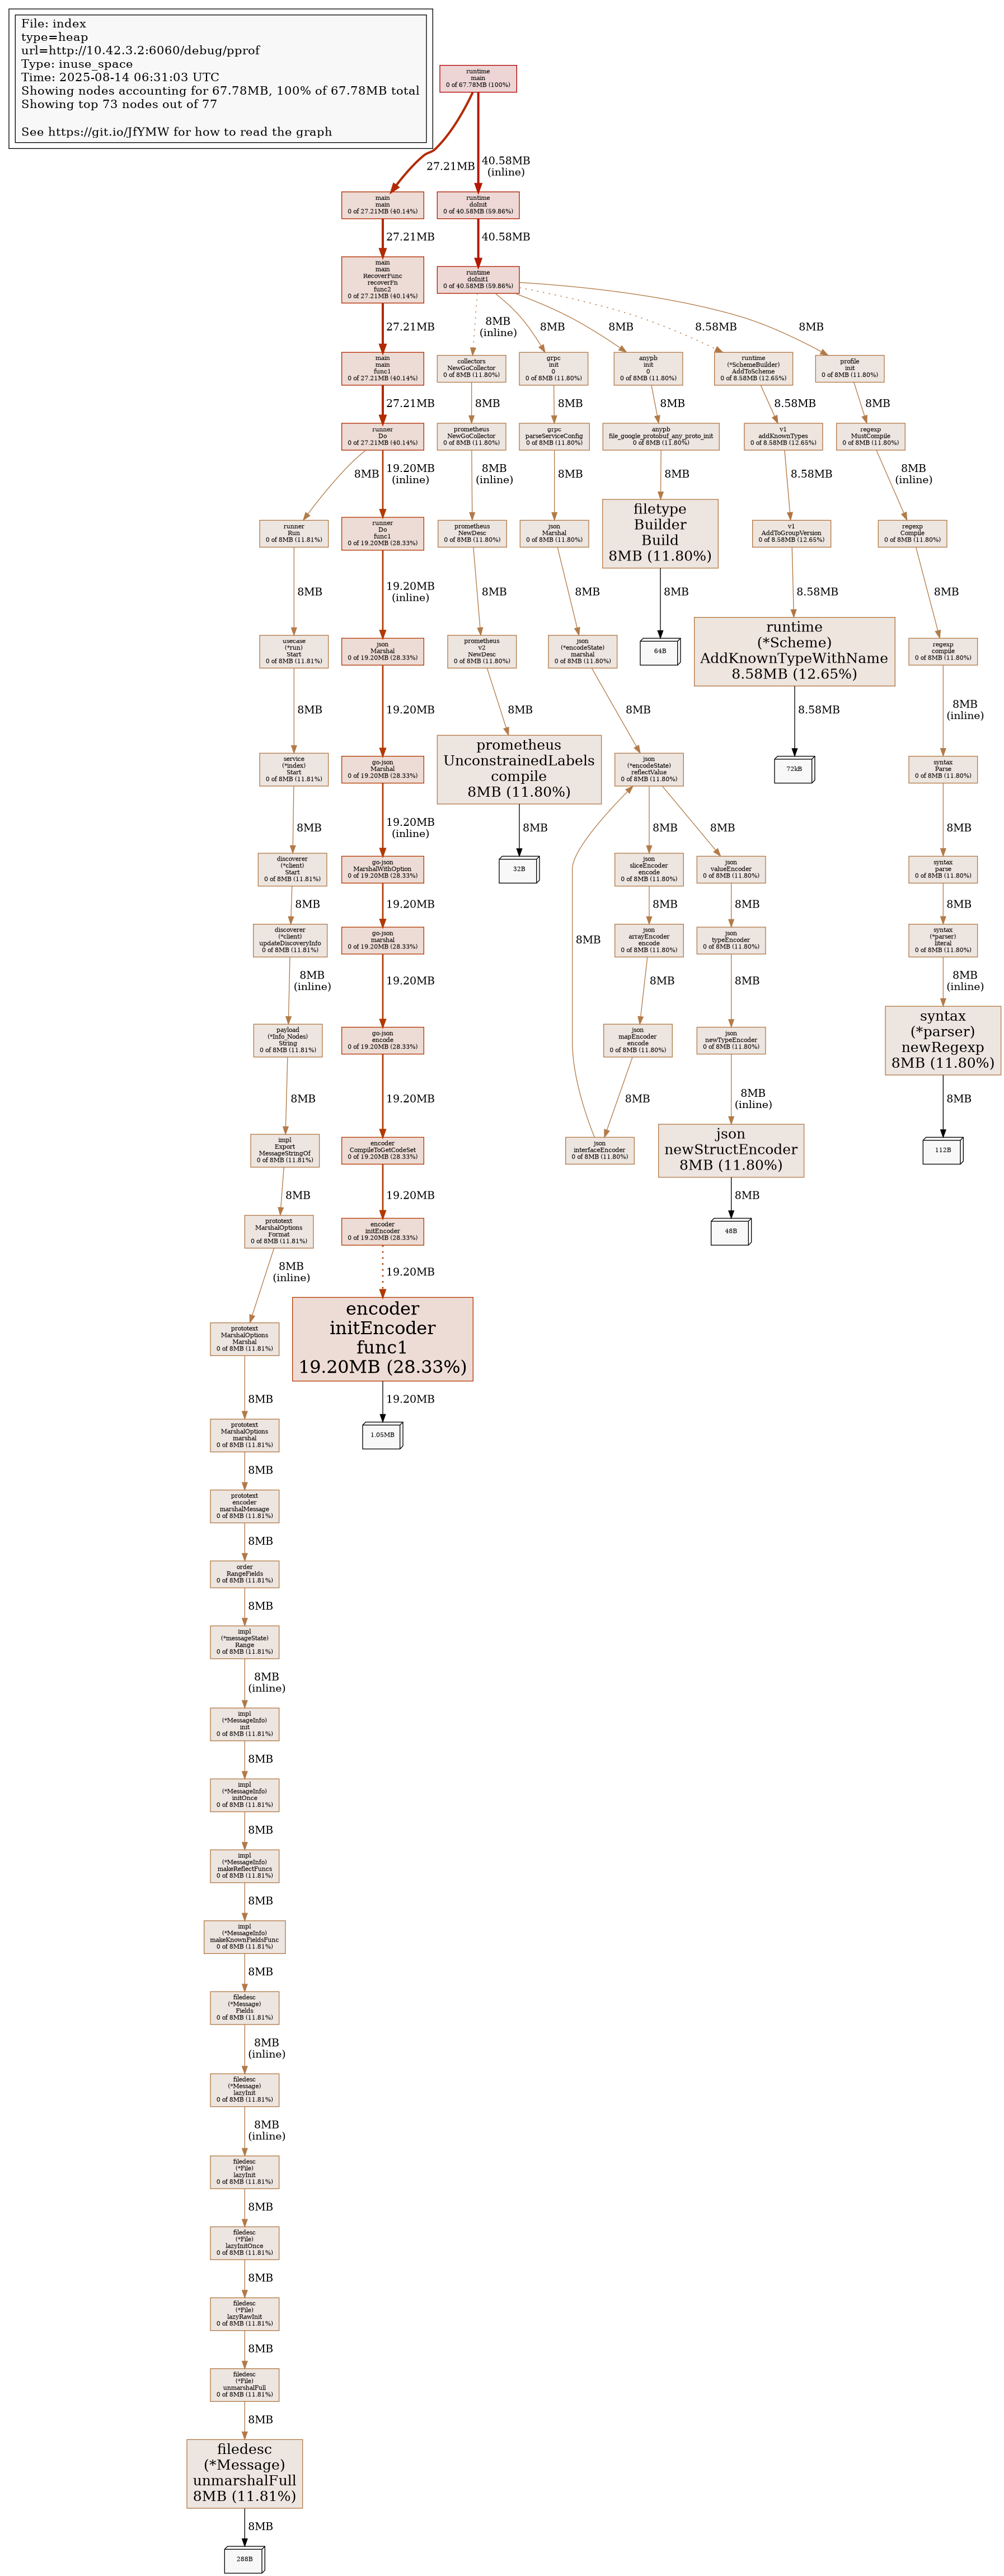 File: index
type=heap
url=http://10.42.3.2:6060/debug/pprof
Type: inuse_space
Time: 2025-08-14 06:31:03 UTC
Showing nodes accounting for 67.78MB, 100% of 67.78MB total
Showing top 73 nodes out of 77
See https://git.io/JfYMW for how to read the graph
runtime
main
0 of 67.78MB (100%)
27.21MB
40.58MB
(inline)
main
main
0 of 27.21MB (40.14%)
runtime
doInit
0 of 40.58MB (59.86%)
27.21MB
40.58MB
main
main
RecoverFunc
recoverFn
func2
0 of 27.21MB (40.14%)
runtime
doInit1
0 of 40.58MB (59.86%)
27.21MB
8MB
(inline)
8MB
8MB
8.58MB
8MB
main
main
func1
0 of 27.21MB (40.14%)
collectors
NewGoCollector
0 of 8MB (11.80%)
grpc
init
0
0 of 8MB (11.80%)
anypb
init
0
0 of 8MB (11.80%)
runtime
(*SchemeBuilder)
AddToScheme
0 of 8.58MB (12.65%)
profile
init
0 of 8MB (11.80%)
27.21MB
8MB
8MB
8MB
8.58MB
8MB
runner
Do
0 of 27.21MB (40.14%)
prometheus
NewGoCollector
0 of 8MB (11.80%)
grpc
parseServiceConfig
0 of 8MB (11.80%)
anypb
file_google_protobuf_any_proto_init
0 of 8MB (11.80%)
v1
addKnownTypes
0 of 8.58MB (12.65%)
regexp
MustCompile
0 of 8MB (11.80%)
8MB
19.20MB
(inline)
8MB
(inline)
8MB
8MB
8.58MB
8MB
(inline)
runner
Run
0 of 8MB (11.81%)
runner
Do
func1
0 of 19.20MB (28.33%)
prometheus
NewDesc
0 of 8MB (11.80%)
json
Marshal
0 of 8MB (11.80%)
filetype
Builder
Build
8MB (11.80%)
v1
AddToGroupVersion
0 of 8.58MB (12.65%)
regexp
Compile
0 of 8MB (11.80%)
8MB
19.20MB
(inline)
8MB
8MB
8MB
8.58MB
8MB
usecase
(*run)
Start
0 of 8MB (11.81%)
json
Marshal
0 of 19.20MB (28.33%)
prometheus
v2
NewDesc
0 of 8MB (11.80%)
json
(*encodeState)
marshal
0 of 8MB (11.80%)
64B
runtime
(*Scheme)
AddKnownTypeWithName
8.58MB (12.65%)
regexp
compile
0 of 8MB (11.80%)
8MB
19.20MB
8MB
8MB
8.58MB
8MB
(inline)
service
(*index)
Start
0 of 8MB (11.81%)
go-json
Marshal
0 of 19.20MB (28.33%)
prometheus
UnconstrainedLabels
compile
8MB (11.80%)
json
(*encodeState)
reflectValue
0 of 8MB (11.80%)
72kB
syntax
Parse
0 of 8MB (11.80%)
8MB
19.20MB
(inline)
8MB
8MB
8MB
8MB
discoverer
(*client)
Start
0 of 8MB (11.81%)
go-json
MarshalWithOption
0 of 19.20MB (28.33%)
32B
json
sliceEncoder
encode
0 of 8MB (11.80%)
json
valueEncoder
0 of 8MB (11.80%)
syntax
parse
0 of 8MB (11.80%)
8MB
19.20MB
8MB
8MB
8MB
8MB
discoverer
(*client)
updateDiscoveryInfo
0 of 8MB (11.81%)
go-json
marshal
0 of 19.20MB (28.33%)
json
arrayEncoder
encode
0 of 8MB (11.80%)
json
typeEncoder
0 of 8MB (11.80%)
syntax
(*parser)
literal
0 of 8MB (11.80%)
8MB
(inline)
19.20MB
8MB
8MB
8MB
(inline)
payload
(*Info_Nodes)
String
0 of 8MB (11.81%)
go-json
encode
0 of 19.20MB (28.33%)
json
mapEncoder
encode
0 of 8MB (11.80%)
json
newTypeEncoder
0 of 8MB (11.80%)
syntax
(*parser)
newRegexp
8MB (11.80%)
8MB
19.20MB
8MB
8MB
(inline)
8MB
impl
Export
MessageStringOf
0 of 8MB (11.81%)
encoder
CompileToGetCodeSet
0 of 19.20MB (28.33%)
json
interfaceEncoder
0 of 8MB (11.80%)
json
newStructEncoder
8MB (11.80%)
112B
8MB
19.20MB
8MB
prototext
MarshalOptions
Format
0 of 8MB (11.81%)
encoder
initEncoder
0 of 19.20MB (28.33%)
48B
8MB
(inline)
19.20MB
prototext
MarshalOptions
Marshal
0 of 8MB (11.81%)
encoder
initEncoder
func1
19.20MB (28.33%)
8MB
19.20MB
prototext
MarshalOptions
marshal
0 of 8MB (11.81%)
1.05MB
8MB
prototext
encoder
marshalMessage
0 of 8MB (11.81%)
8MB
order
RangeFields
0 of 8MB (11.81%)
8MB
impl
(*messageState)
Range
0 of 8MB (11.81%)
8MB
(inline)
impl
(*MessageInfo)
init
0 of 8MB (11.81%)
8MB
impl
(*MessageInfo)
initOnce
0 of 8MB (11.81%)
8MB
impl
(*MessageInfo)
makeReflectFuncs
0 of 8MB (11.81%)
8MB
impl
(*MessageInfo)
makeKnownFieldsFunc
0 of 8MB (11.81%)
8MB
filedesc
(*Message)
Fields
0 of 8MB (11.81%)
8MB
(inline)
filedesc
(*Message)
lazyInit
0 of 8MB (11.81%)
8MB
(inline)
filedesc
(*File)
lazyInit
0 of 8MB (11.81%)
8MB
filedesc
(*File)
lazyInitOnce
0 of 8MB (11.81%)
8MB
filedesc
(*File)
lazyRawInit
0 of 8MB (11.81%)
8MB
filedesc
(*File)
unmarshalFull
0 of 8MB (11.81%)
8MB
filedesc
(*Message)
unmarshalFull
8MB (11.81%)
8MB
288B